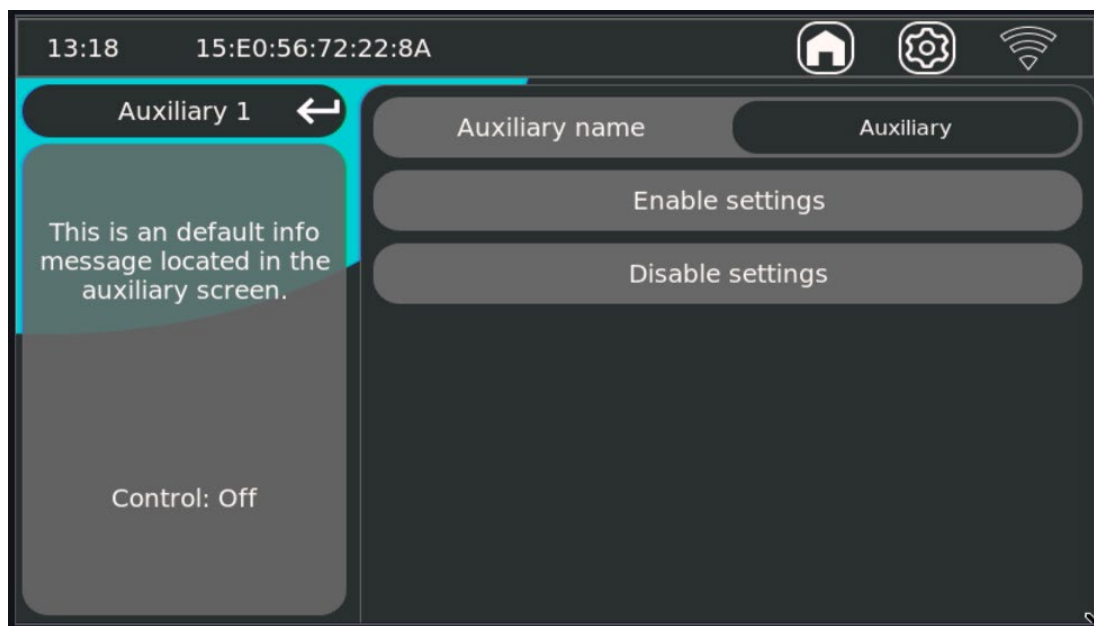 13:18 15:E0:56:72:22:8A
Auxiliary 1
This is an default info
message located in the
auxiliary screen.
Control: Off
Auxiliary name Auxiliary
Enable settings
Disable settings